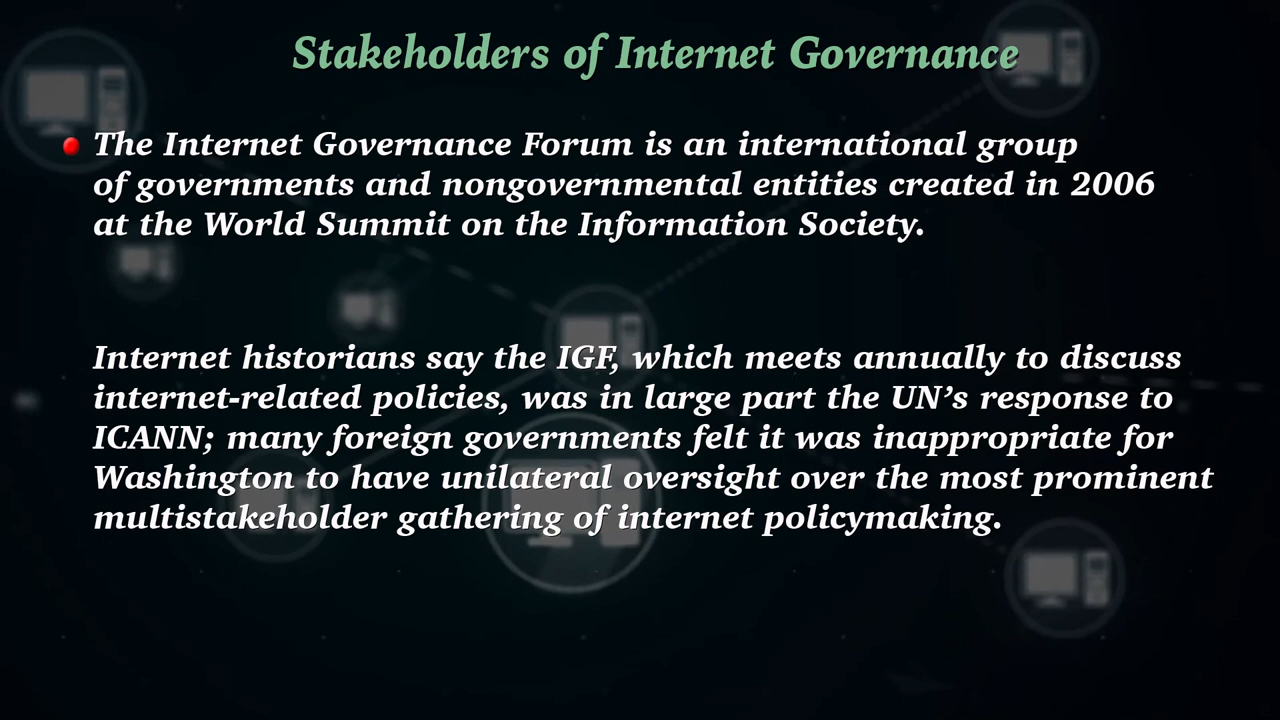 Stakeholders of Internet Governance
The Internet Governance Forum is an international group
of governments and nongovernmental entities created in 2006
at the World Summit on the Information Society.
Internet historians say the IGF, which meets annually to discuss
internet-related policies, was in large part the UN’s response to
ICANN; many foreign governments felt it was inappropriate for
Washington to have unilateral oversight over the most prominent
multistakeholder gathering of internet policymaking.